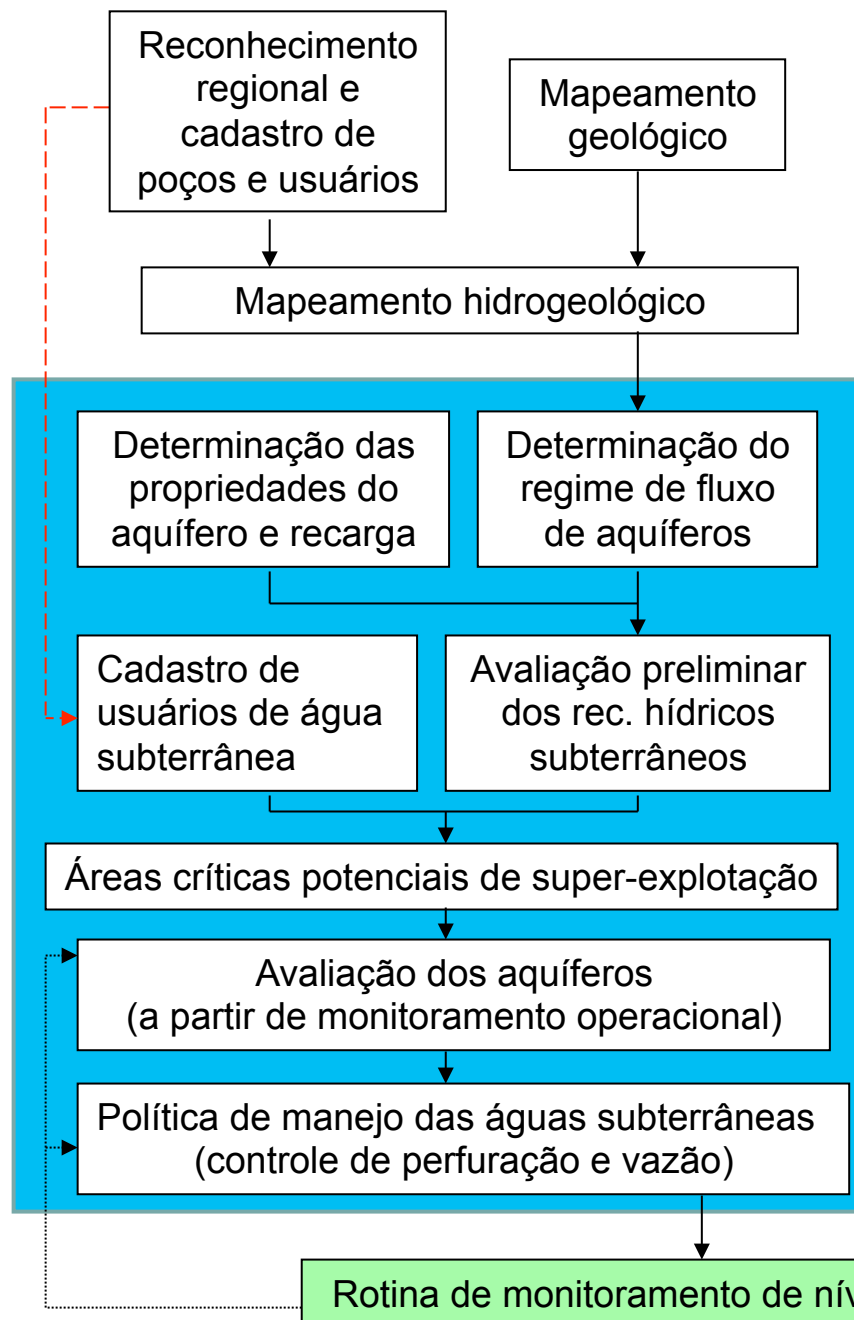 Reconhecimento
regional e
cadastro de
poços e usuários
Mapeamento
geológico
Mapeamento hidrogeológico
Determinação das
propriedades do
aquífero e recarga
Determinação do
regime de fluxo
de aquíferos
Cadastro de
usuários de água
subterrânea
Avaliação preliminar
dos rec. hídricos
subterrâneos
Áreas críticas potenciais de super-explotação
Avaliação dos aquíferos
(a partir de monitoramento operacional)
Política de manejo das águas subterrâneas
(controle de perfuração e vazão)
Rotina de monitoramento de